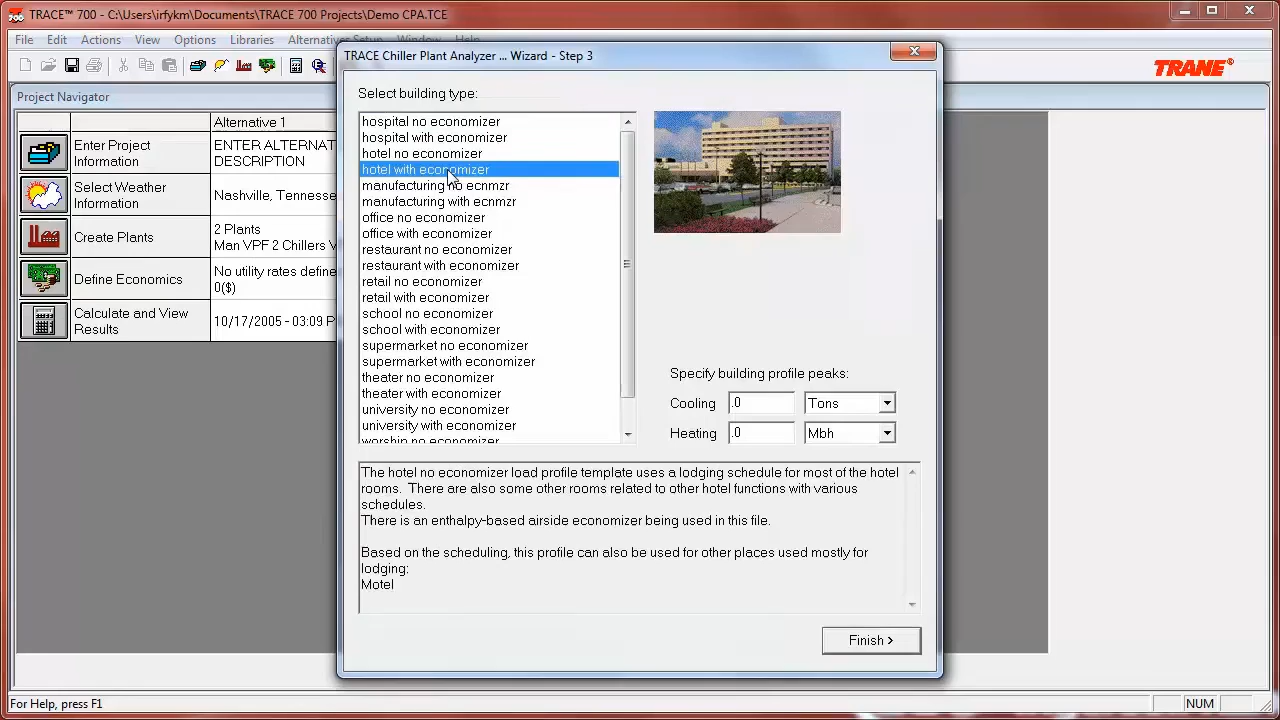 TRACE™ 700 - C:\Users\irfykm\Documents\TRACE 700 Projects\Demo CPA.TCE
File Edit Actions View Options Libraries Alternatives Setup Window Help
TRANE®
Project Navigator
Alternative 1
Enter Project Information
ENTER ALTERNAT
DESCRIPTION
Select Weather Information
Nashville, Tennesse
Create Plants
2 Plants
Man VPF 2 Chillers V
Define Economics
No utility rates define
0($)
Calculate and View Results
10/17/2005 - 03:09 P
TRACE Chiller Plant Analyzer ... Wizard - Step 3
Select building type:
hospital no economizer
hospital with economizer
hotel no economizer
hotel with economizer
manufacturing no ecnmzr
manufacturing with ecnmzr
office no economizer
office with economizer
restaurant no economizer
restaurant with economizer
retail no economizer
retail with economizer
school no economizer
school with economizer
supermarket no economizer
supermarket with economizer
theater no economizer
theater with economizer
university no economizer
university with economizer
worship no economizer
Specify building profile peaks:
Cooling .0 Tons
Heating .0 Mbh
The hotel no economizer load profile template uses a lodging schedule for most of the hotel
rooms. There are also some other rooms related to other hotel functions with various
schedules.
There is an enthalpy-based airside economizer being used in this file.
Based on the scheduling, this profile can also be used for other places used mostly for
lodging:
Motel
Finish >
For Help, press F1
NUM